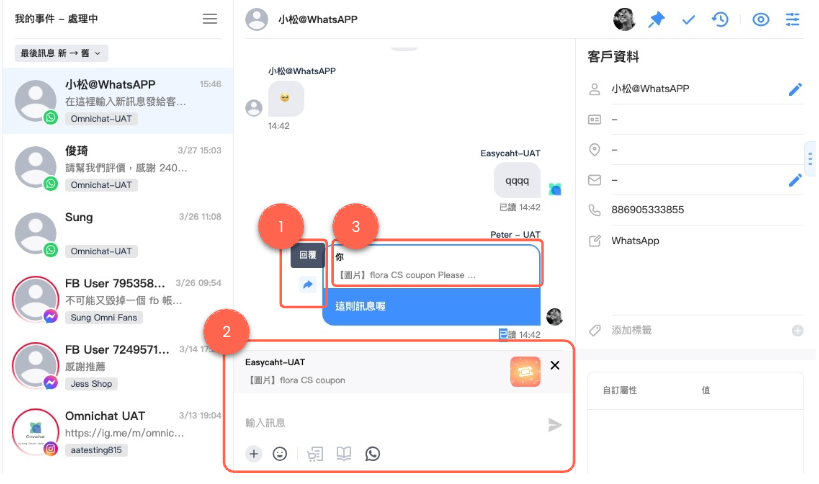 我的事件 – 處理中
最後訊息 新 → 舊
小松@WhatsAPP
15:46
在這裡輸入新訊息發給客…
Omnichat-UAT
俊琦
3/27 15:03
請幫我們評價，感謝 240…
Omnichat-UAT
Sung
3/26 11:08
Omnichat-UAT
FB User 795358…
3/26 09:54
不可能又毀掉一個 fb 帳…
Sung Omni Fans
FB User 7249571…
3/14 17:
感謝推薦
Jess Shop
Omnichat UAT
3/13 19:04
https://ig.me/m/omnic…
aatesting815
小松@WhatsAPP
小松@WhatsAPP
14:42
Easycaht-UAT
qqqq
已讀 14:42
1
3
Peter – UAT
回覆
你
【圖片】flora CS coupon Please …
這則訊息喔
已讀 14:42
2
Easycaht-UAT
【圖片】flora CS coupon
輸入訊息
客戶資料
小松@WhatsAPP
–
–
–
886905333855
WhatsApp
添加標籤
自訂屬性
值